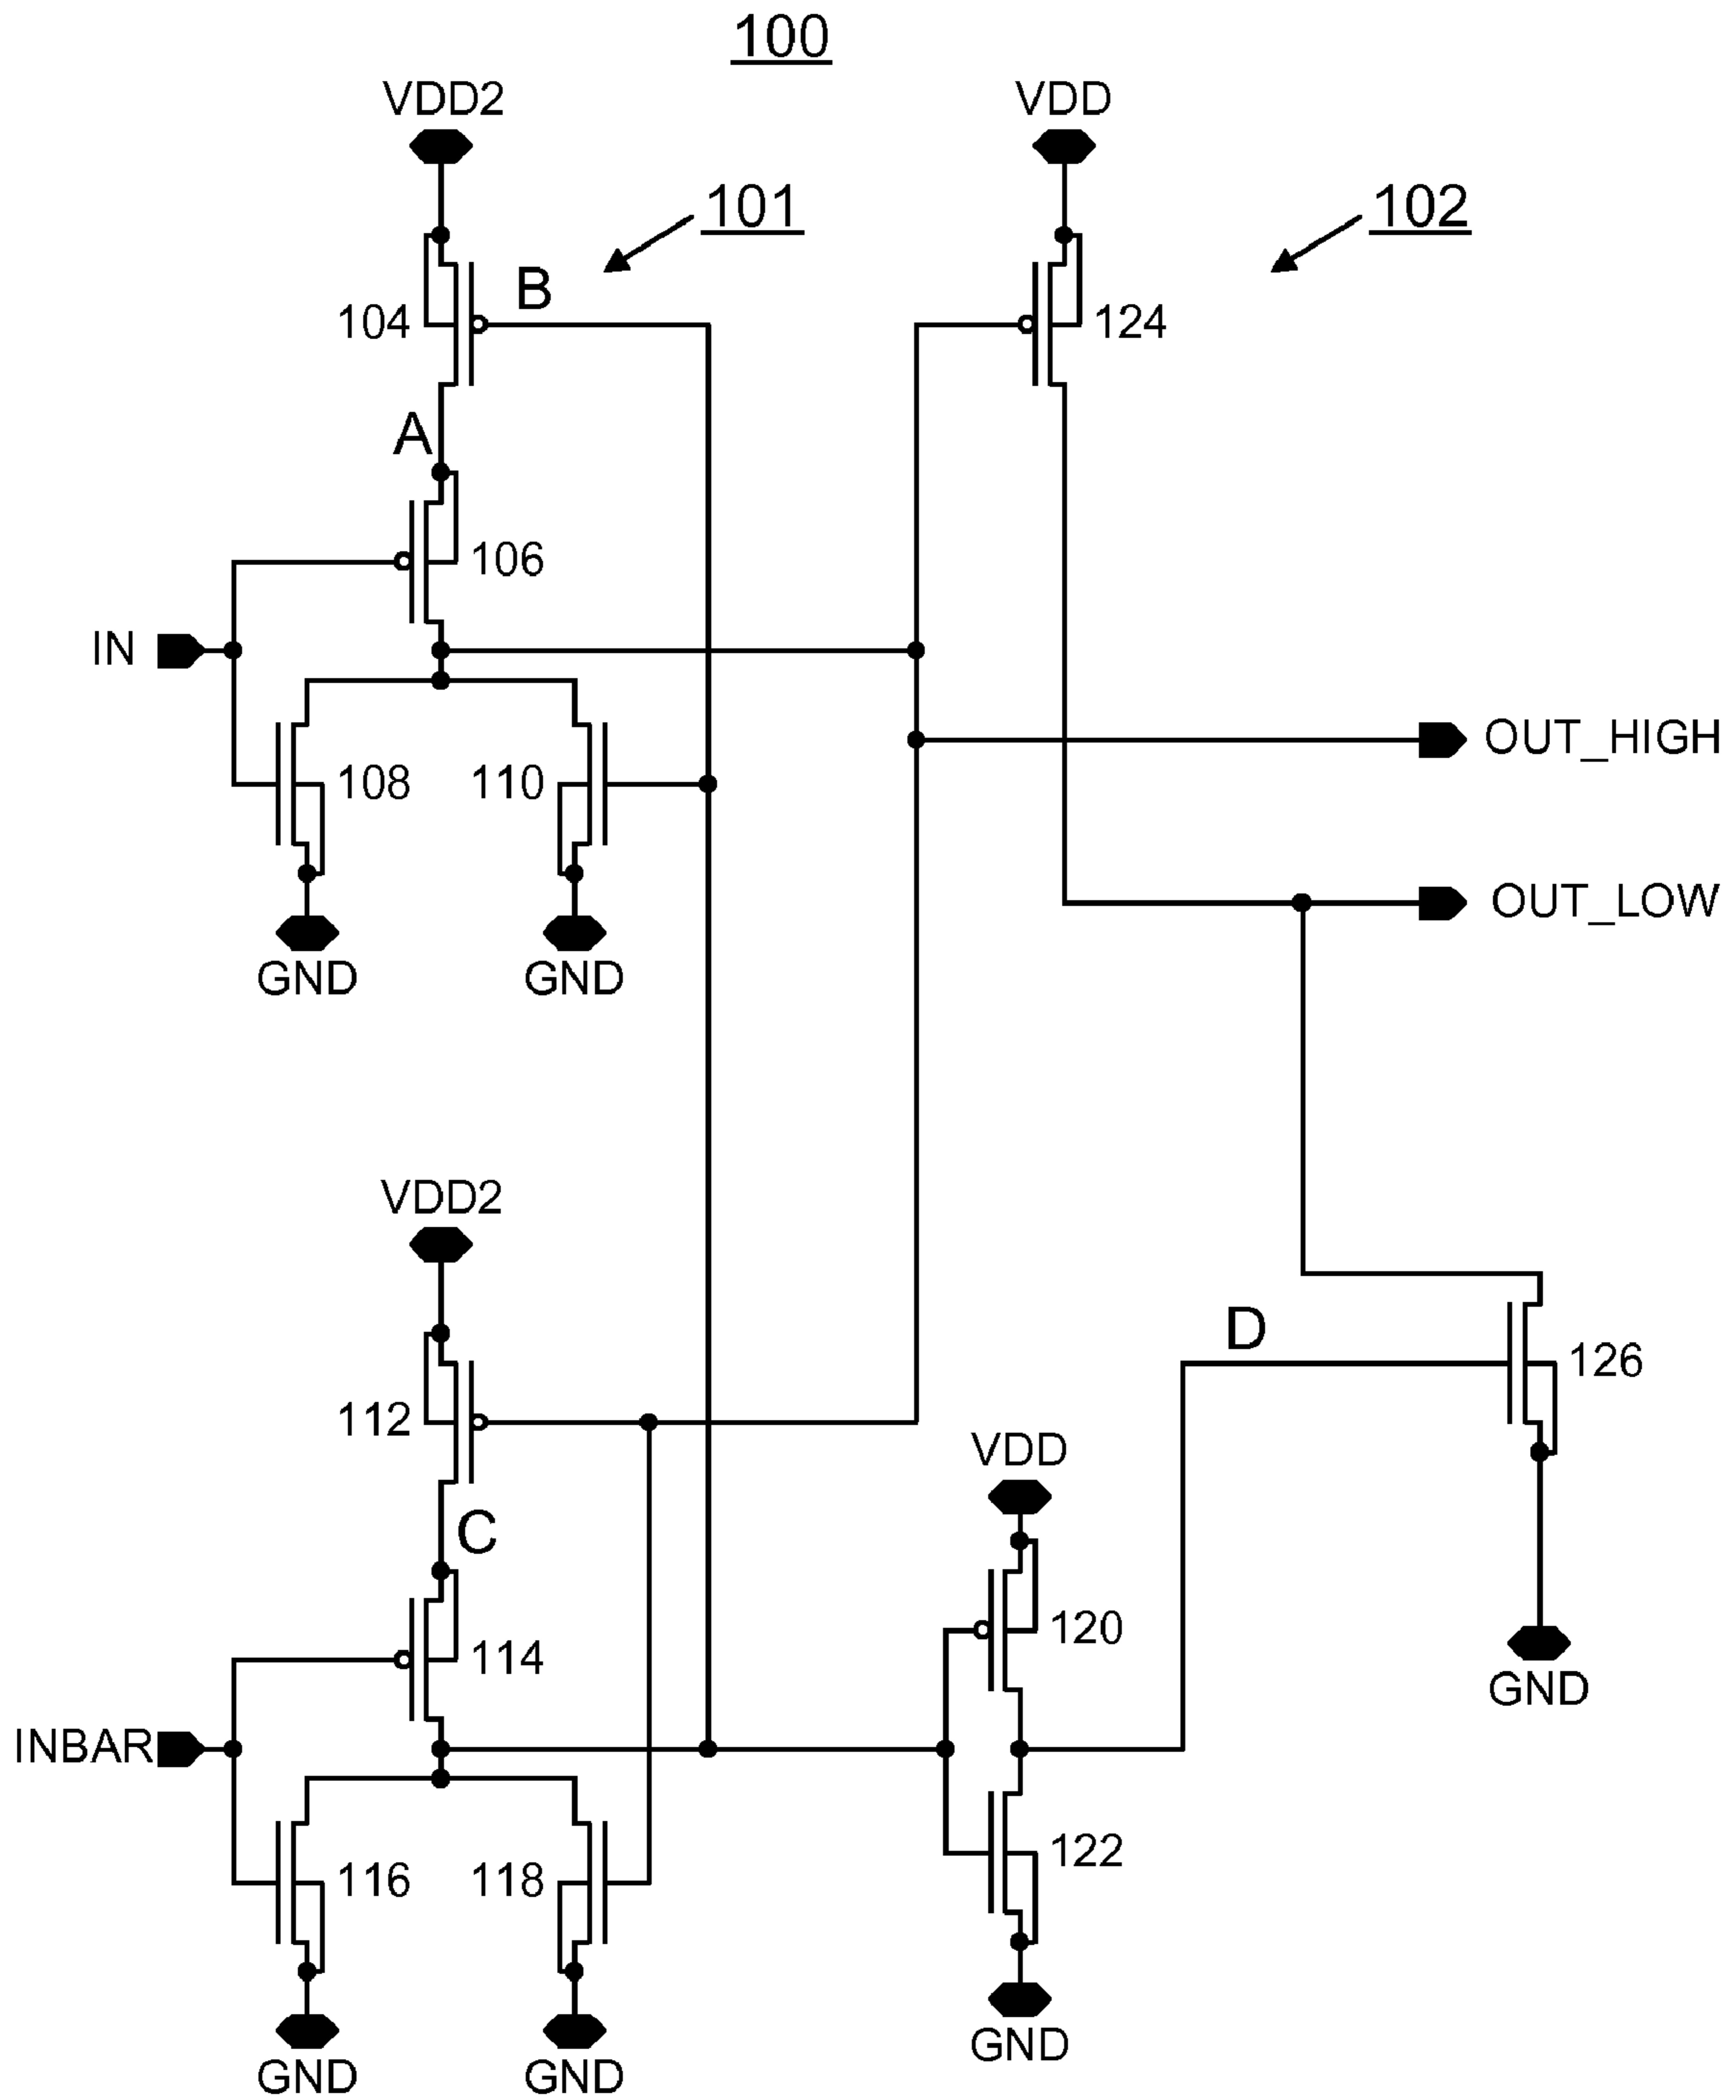 100
VDD2
VDD
101
102
B
104
124
A
106
IN
OUT_HIGH
108
110
OUT_LOW
GND
GND
VDD2
D
126
112
VDD
C
120
114
GND
INBAR
122
116
118
GND
GND
GND